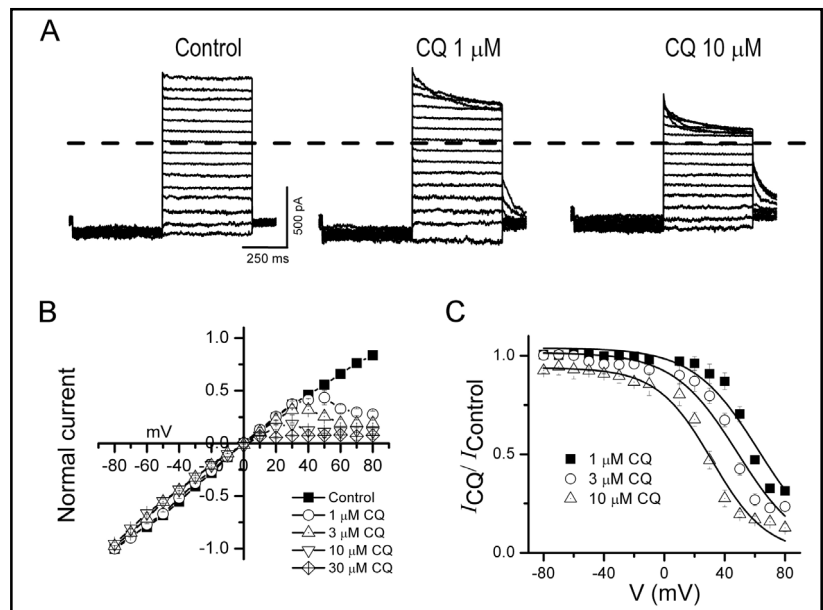 A
Control
CQ 1 μM
CQ 10 μM
500 pA
250 ms
B
Normal current
mV
1.0
0.5
0.0
-0.5
-1.0
-80 -60 -40 -20 0 20 40 60 80
Control
1 μM CQ
3 μM CQ
10 μM CQ
30 μM CQ
C
ICQ/ IControl
1.0
0.5
0.0
1 μM CQ
3 μM CQ
10 μM CQ
-80 -40 0 40 80
V (mV)